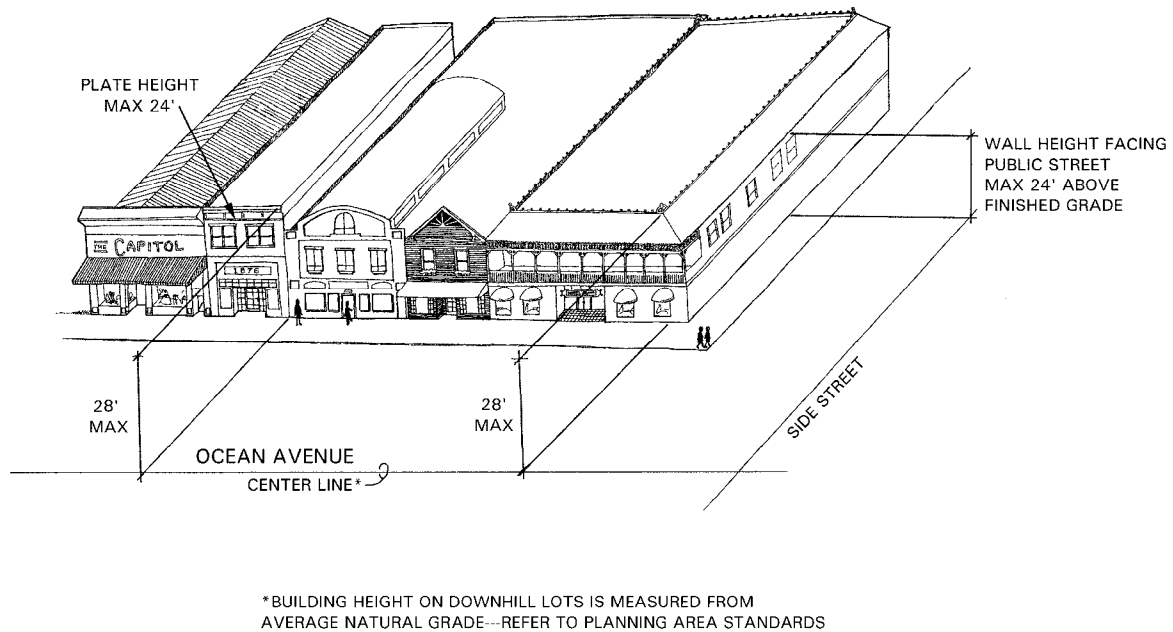 PLATE HEIGHT
MAX 24'
WALL HEIGHT FACING
PUBLIC STREET
MAX 24' ABOVE
FINISHED GRADE
THE CAPITOL
1876
28'
MAX
28'
MAX
SIDE STREET
OCEAN AVENUE
CENTER LINE*
*BUILDING HEIGHT ON DOWNHILL LOTS IS MEASURED FROM
AVERAGE NATURAL GRADE---REFER TO PLANNING AREA STANDARDS